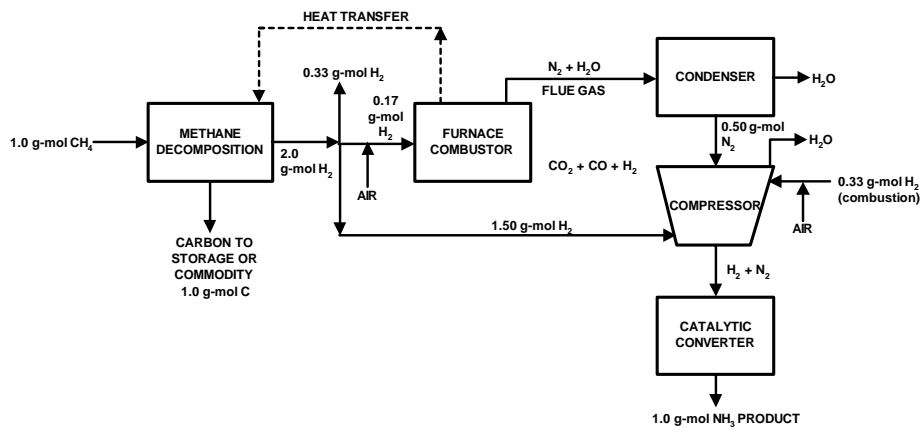 HEAT TRANSFER
0.33 g-mol H₂
N₂ + H₂O
FLUE GAS
CONDENSER
H₂O
1.0 g-mol CH₄
METHANE
DECOMPOSITION
2.0
g-mol H₂
0.17
g-mol
H₂
AIR
FURNACE
COMBUSTOR
CO₂ + CO + H₂
0.50 g-mol
N₂
H₂O
COMPRESSOR
0.33 g-mol H₂
(combustion)
AIR
1.50 g-mol H₂
CARBON TO
STORAGE OR
COMMODITY
1.0 g-mol C
H₂ + N₂
CATALYTIC
CONVERTER
1.0 g-mol NH₃ PRODUCT